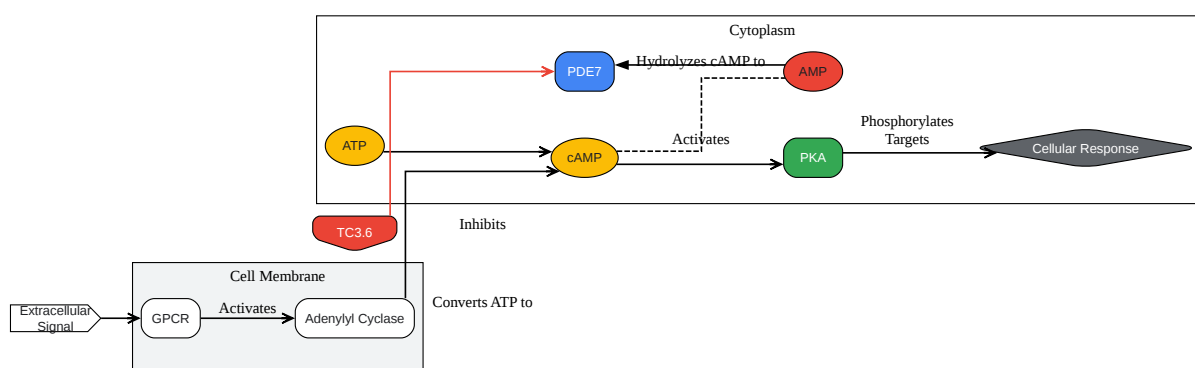 Cytoplasm
PDE7
Hydrolyzes cAMP to
AMP
ATP
cAMP
Activates
PKA
Phosphorylates
Targets
Cellular Response
TC3.6
Inhibits
Cell Membrane
Extracellular
Signal
GPCR
Activates
Adenylyl Cyclase
Converts ATP to